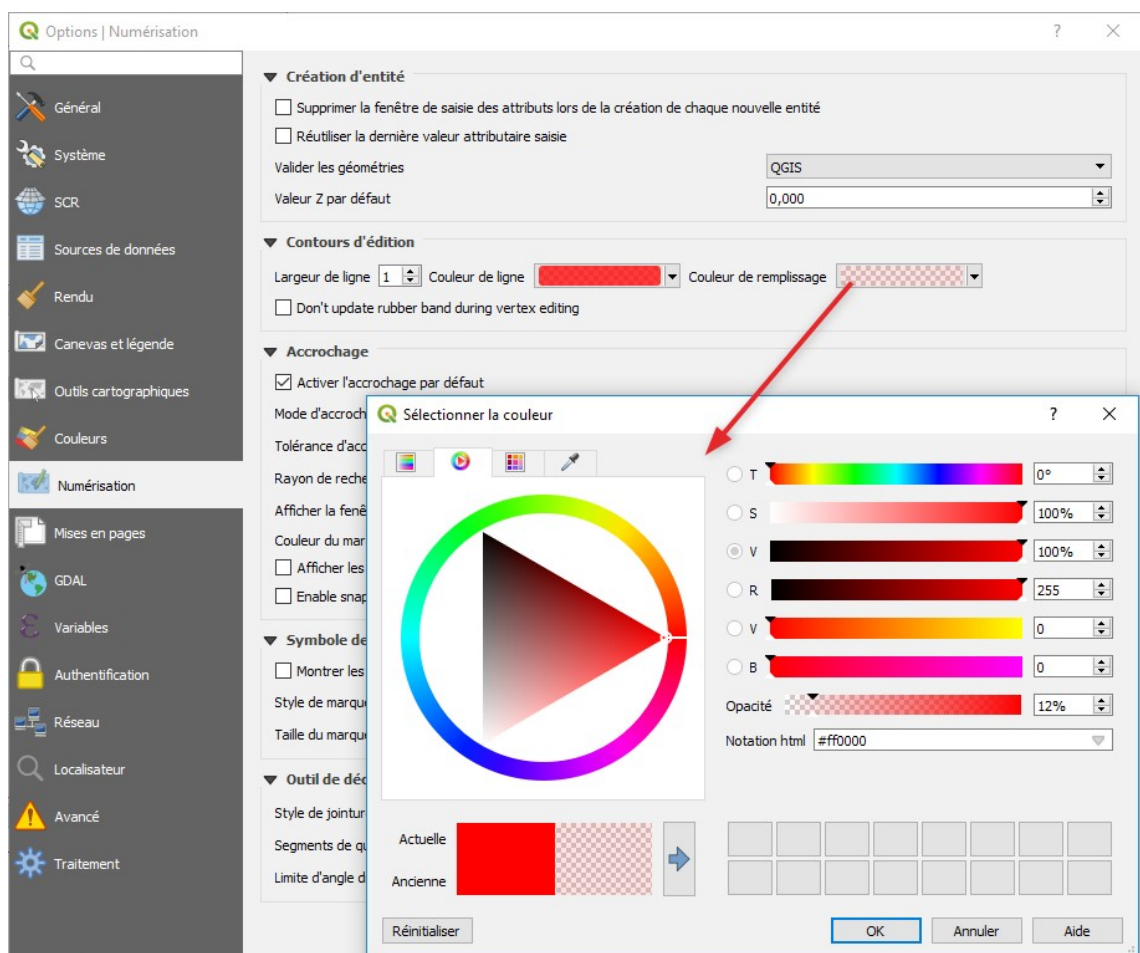 Options | Numérisation
Général
Système
SCR
Sources de données
Rendu
Canevas et légende
Outils cartographiques
Couleurs
Numérisation
Mises en pages
GDAL
Variables
Authentification
Réseau
Localisateur
Avancé
Traitement
Création d'entité
Supprimer la fenêtre de saisie des attributs lors de la création de chaque nouvelle entité
Réutiliser la dernière valeur attributaire saisie
Valider les géométries QGIS
Valeur Z par défaut 0,000
Contours d'édition
Largeur de ligne 1 Couleur de ligne Couleur de remplissage
Don't update rubber band during vertex editing
Accrochage
Activer l'accrochage par défaut
Mode d'accroch
Tolérance d'acc
Rayon de reche
Afficher la fenê
Couleur du mar
Afficher les
Enable snap
Symbole de
Montrer les
Style de marqu
Taille du marqu
Outil de déc
Style de jointur
Segments de qu
Limite d'angle d
Sélectionner la couleur
T 0°
S 100%
V 100%
R 255
V 0
B 0
Opacité 12%
Notation html #ff0000
Actuelle
Ancienne
Réinitialiser OK Annuler Aide